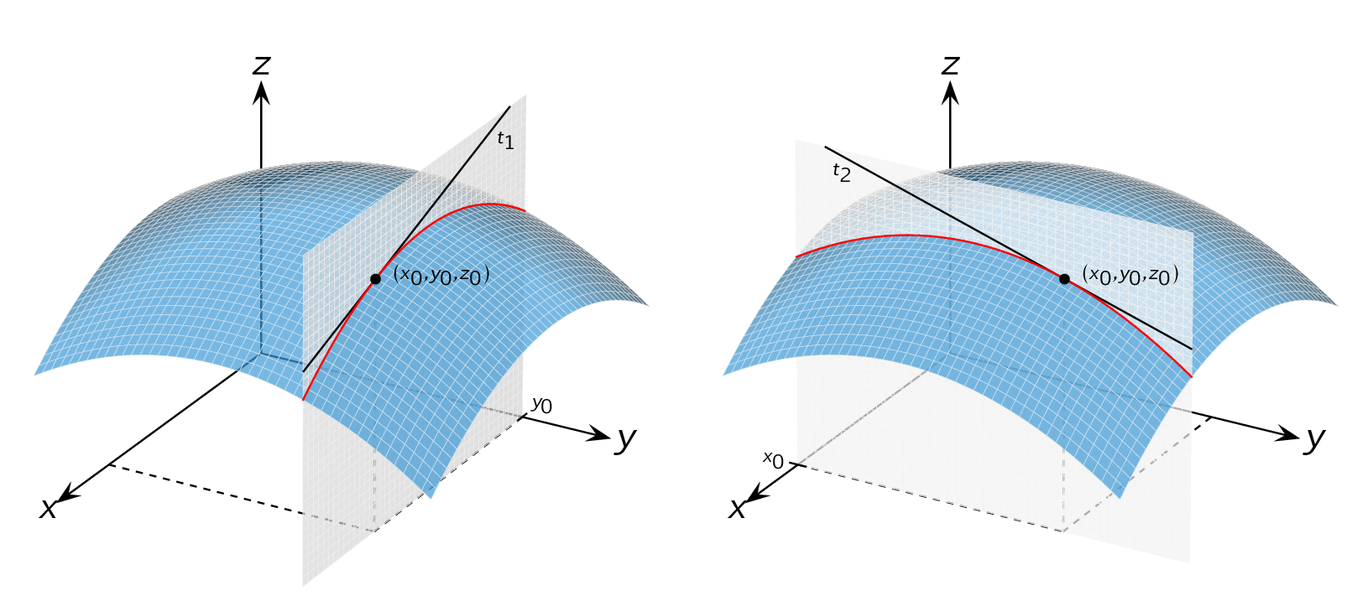 z
t₁
(x₀,y₀,z₀)
y₀
y
x
z
t₂
(x₀,y₀,z₀)
x₀
y
x